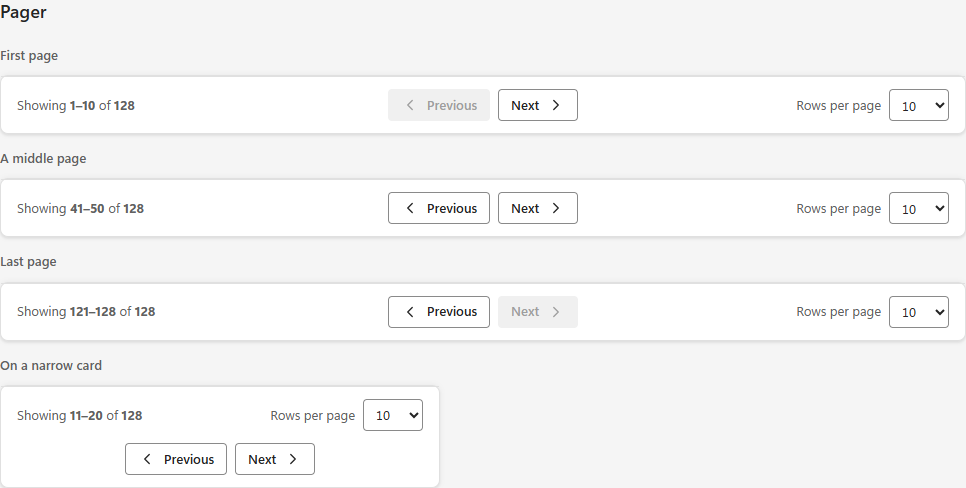 Pager
First page
Showing 1–10 of 128 Previous Next Rows per page 10
A middle page
Showing 41–50 of 128 Previous Next Rows per page 10
Last page
Showing 121–128 of 128 Previous Next Rows per page 10
On a narrow card
Showing 11–20 of 128 Rows per page 10
Previous Next